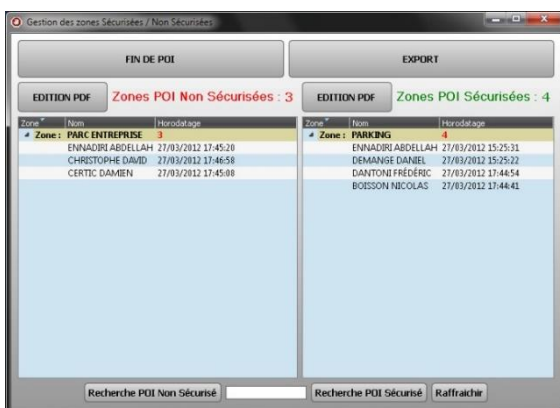 Gestion des zones Sécurisées / Non Sécurisées
FIN DE POI
EXPORT
EDITION PDF
Zones POI Non Sécurisées : 3
EDITION PDF
Zones POI Sécurisées : 4
Zone Nom Horodatage
Zone : PARC ENTREPRISE 3
ENNADIRI ABDELLAH 27/03/2012 17:45:20
CHRISTOPHE DAVID 27/03/2012 17:46:58
CERTIC DAMIEN 27/03/2012 17:45:08
Zone Nom Horodatage
Zone : PARKING 4
ENNADIRI ABDELLAH 27/03/2012 15:25:31
DEMANGE DANIEL 27/03/2012 15:25:22
DANTONI FRÉDÉRIC 27/03/2012 17:44:54
BOISSON NICOLAS 27/03/2012 17:44:41
Recherche POI Non Sécurisé
Recherche POI Sécurisé
Raffraichir